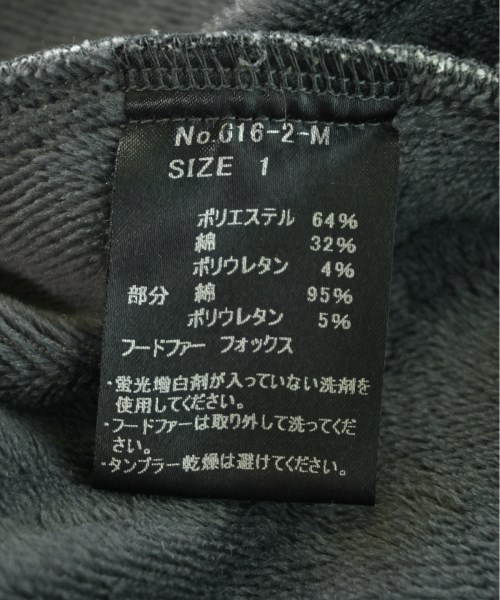 No.G16-2-M
SIZE 1
ポリエステル 64%
綿 32%
ポリウレタン 4%
部分 綿 95%
ポリウレタン 5%
フードファー フォックス
・蛍光増白剤が入っていない洗剤を
使用してください。
・フードファーは取り外して洗ってくだ
さい。
・タンブラー乾燥は避けてください。